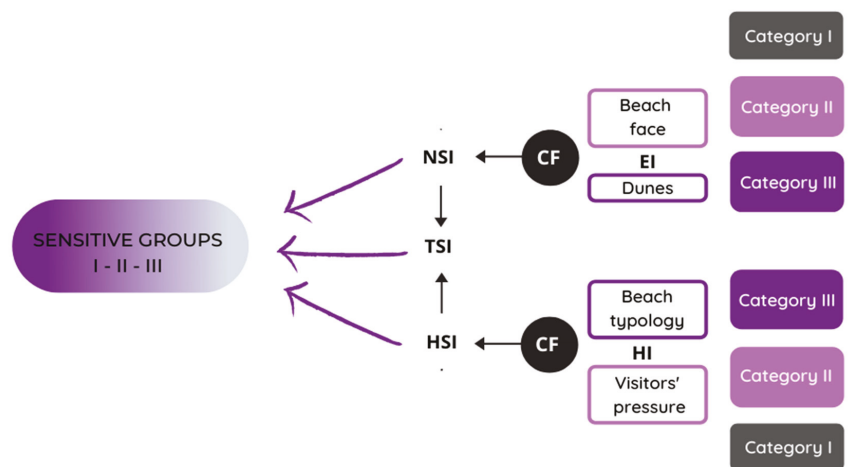 Category I
Beach
face
Category II
NSI
CF
EI
Category III
Dunes
SENSITIVE GROUPS
I - II - III
TSI
Beach
typology
Category III
HSI
CF
HI
Category II
Visitors'
pressure
Category I